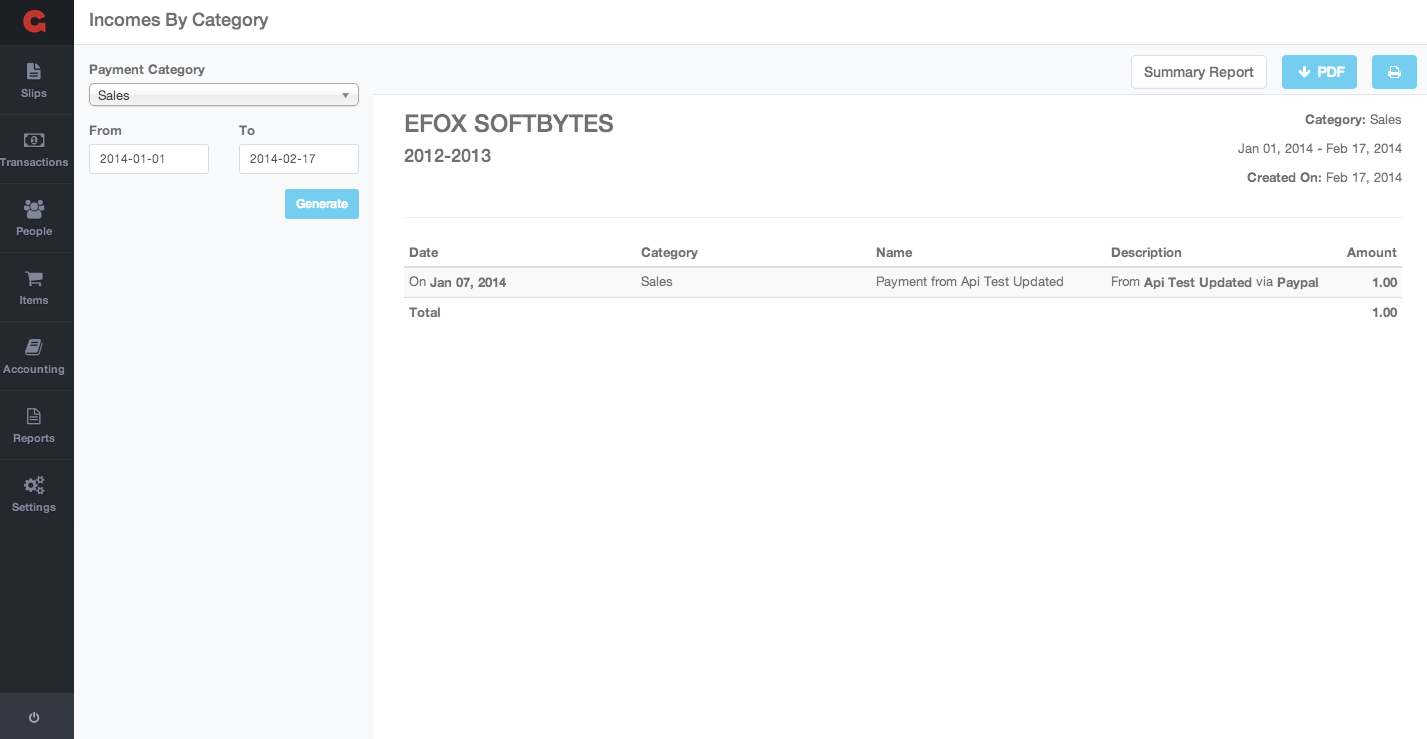 Incomes By Category
Slips
Transactions
People
Items
Accounting
Reports
Settings
Payment Category
Sales
From To
2014-01-01 2014-02-17
Generate
Summary Report PDF
EFOX SOFTBYTES
2012-2013
Category: Sales
Jan 01, 2014 - Feb 17, 2014
Created On: Feb 17, 2014
Date Category Name Description Amount
On Jan 07, 2014 Sales Payment from Api Test Updated From Api Test Updated via Paypal 1.00
Total 1.00